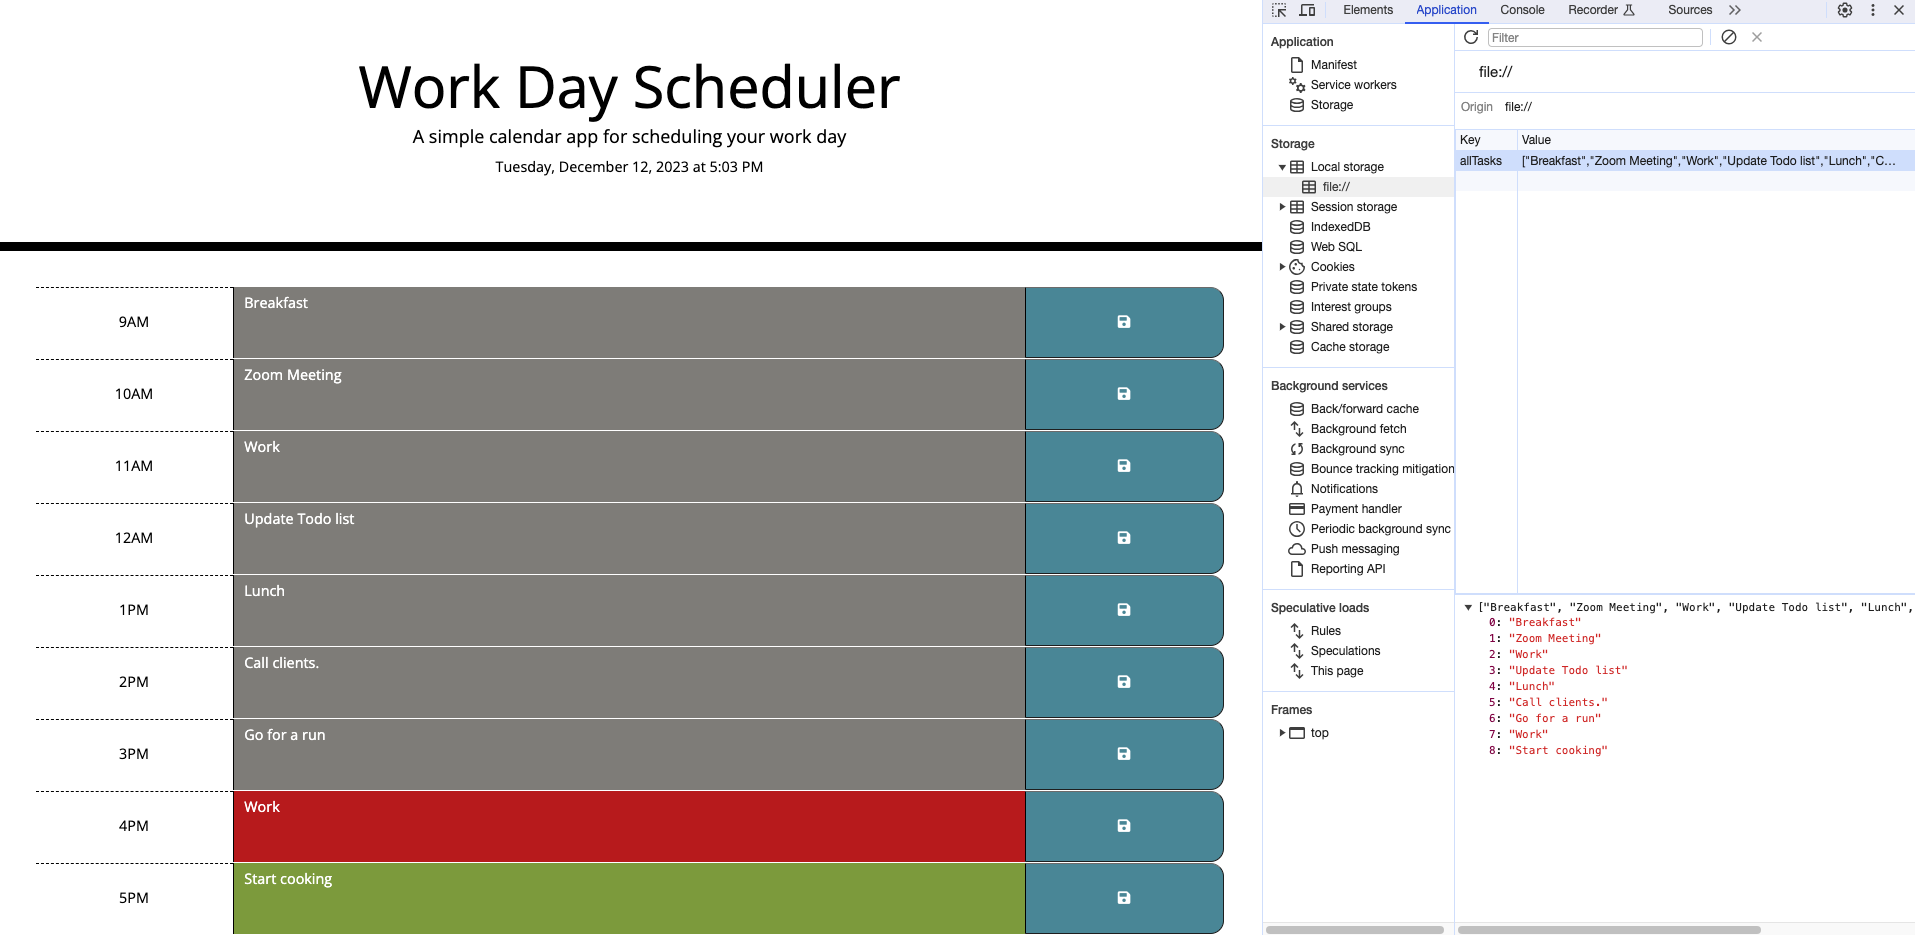 Work Day Scheduler
A simple calendar app for scheduling your work day
Tuesday, December 12, 2023 at 5:03 PM
9AM
Breakfast
10AM
Zoom Meeting
11AM
Work
12AM
Update Todo list
1PM
Lunch
2PM
Call clients.
3PM
Go for a run
4PM
Work
5PM
Start cooking
Elements Application Console Recorder Sources
Application
Manifest
Service workers
Storage
Storage
Local storage
file://
Session storage
IndexedDB
Web SQL
Cookies
Private state tokens
Interest groups
Shared storage
Cache storage
Background services
Back/forward cache
Background fetch
Background sync
Bounce tracking mitigation
Notifications
Payment handler
Periodic background sync
Push messaging
Reporting API
Speculative loads
Rules
Speculations
This page
Frames
top
Filter
file://
Origin file://
Key Value
allTasks ["Breakfast","Zoom Meeting","Work","Update Todo list","Lunch","C...
["Breakfast", "Zoom Meeting", "Work", "Update Todo list", "Lunch",
0: "Breakfast"
1: "Zoom Meeting"
2: "Work"
3: "Update Todo list"
4: "Lunch"
5: "Call clients."
6: "Go for a run"
7: "Work"
8: "Start cooking"